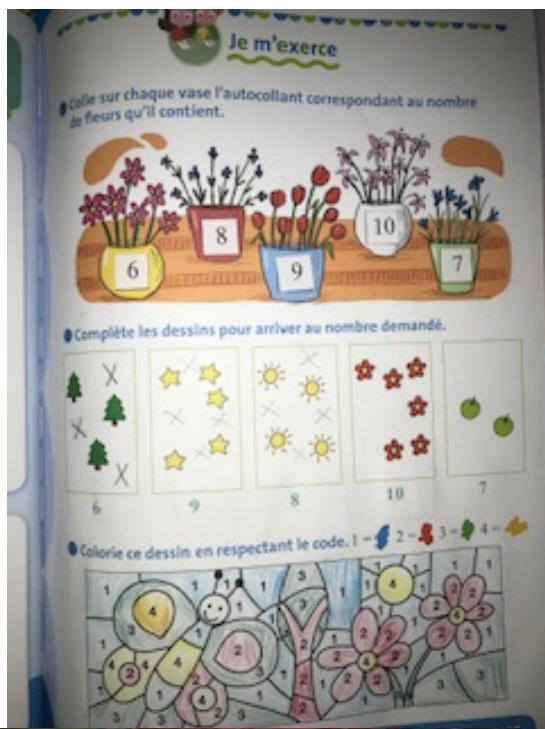 Je m'exerce
Colle sur chaque vase l'autocollant correspondant au nombre
de fleurs qu'il contient.
6 8 9 10 7
Complète les dessins pour arriver au nombre demandé.
6 9 8 10 7
Colorie ce dessin en respectant le code. 1 = 2 = 3 = 4 =